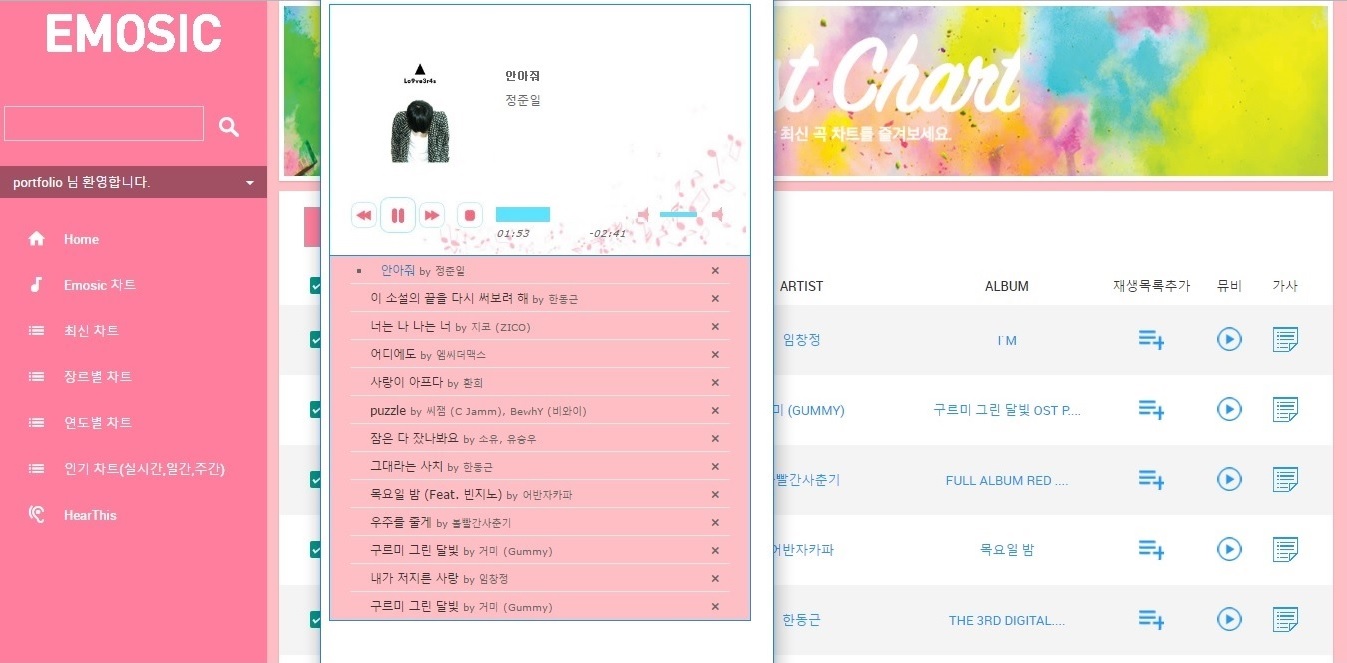 EMOSIC
portfolio 님 환영합니다.
Home
Emosic 차트
최신 차트
장르별 차트
연도별 차트
인기 차트(실시간,일간,주간)
HearThis
Lo9ve3r4s
안아줘
정준일
01:53 -02:41
안아줘 by 정준일 ×
이 소설의 끝을 다시 써보려 해 by 한동근 ×
너는 나 나는 너 by 지코 (ZICO) ×
어디에도 by 엠씨더맥스 ×
사랑이 아프다 by 환희 ×
puzzle by 씨잼 (C Jamm), BewhY (비와이) ×
잠은 다 잤나봐요 by 소유, 유승우 ×
그대라는 사치 by 한동근 ×
목요일 밤 (Feat. 빈지노) by 어반자카파 ×
우주를 줄게 by 볼빨간사춘기 ×
구르미 그린 달빛 by 거미 (Gummy) ×
내가 저지른 사랑 by 임창정 ×
구르미 그린 달빛 by 거미 (Gummy) ×
t Chart
최신 곡 차트를 즐겨보세요.
ARTIST ALBUM 재생목록추가 뮤비 가사
임창정 I`M
미 (GUMMY) 구르미 그린 달빛 OST P....
빨간사춘기 FULL ALBUM RED ....
어반자카파 목요일 밤
한동근 THE 3RD DIGITAL....